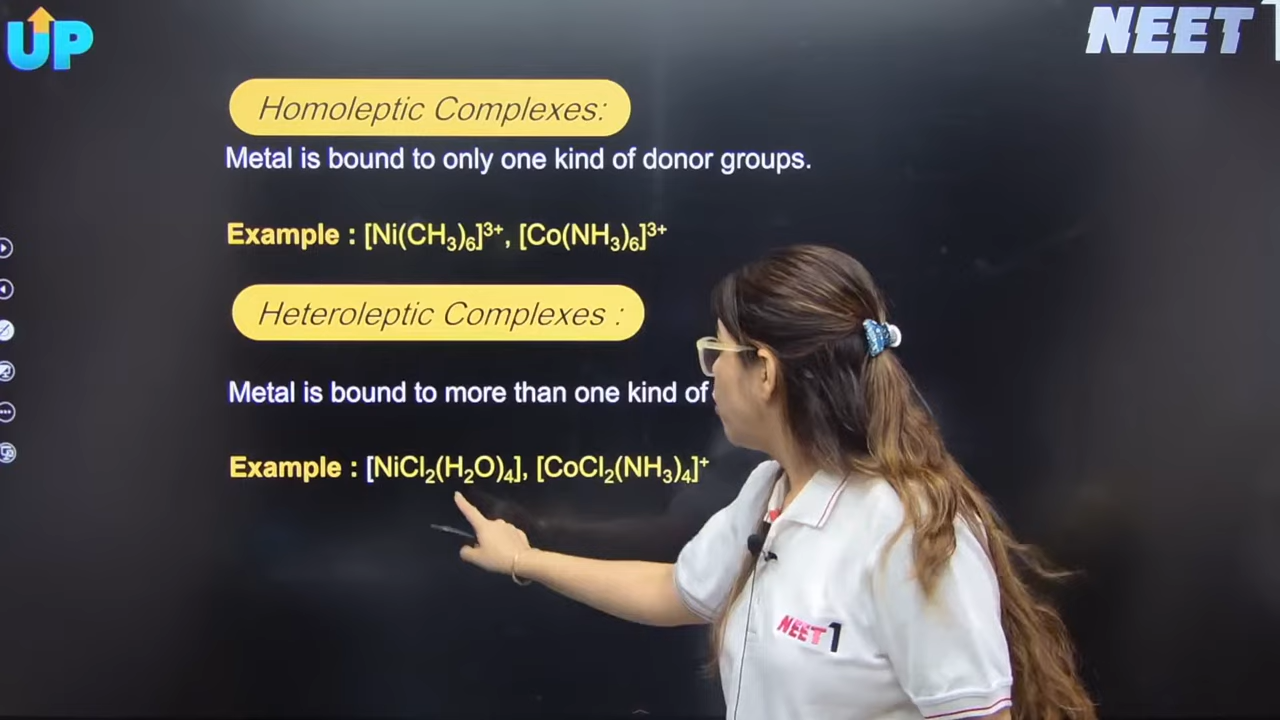 UP
NEET 1
Homoleptic Complexes:
Metal is bound to only one kind of donor groups.
Example : [Ni(CH₃)₆]³⁺, [Co(NH₃)₆]³⁺
Heteroleptic Complexes :
Metal is bound to more than one kind of
Example : [NiCl₂(H₂O)₄], [CoCl₂(NH₃)₄]⁺
NEET1